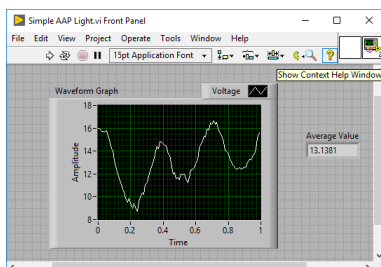 Simple AAP Light.vi Front Panel
File Edit View Project Operate Tools Window Help
15pt Application Font
Show Context Help Window
Waveform Graph
Voltage
18
16
14
12
10
8
Amplitude
0 0.2 0.4 0.6 0.8 1
Time
Average Value
13.1381